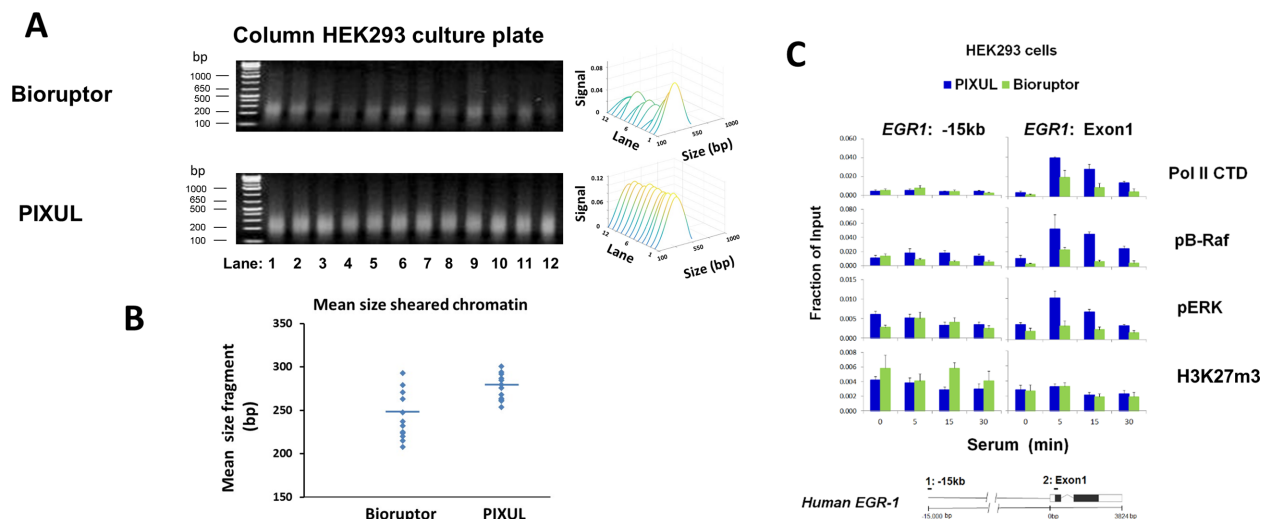 A
Column HEK293 culture plate
Bioruptor
bp
1000
650
500
200
100
Signal
0.08
0.04
0
12
6
1
Lane
100
550
1000
Size (bp)
PIXUL
bp
1000
650
500
200
100
Signal
0.12
0.06
0
12
6
1
Lane
100
550
1000
Size (bp)
Lane: 1 2 3 4 5 6 7 8 9 10 11 12
B
Mean size sheared chromatin
Mean size fragment
(bp)
350
300
250
200
150
Bioruptor PIXUL
C
HEK293 cells
PIXUL Bioruptor
EGR1: -15kb EGR1: Exon1
Fraction of Input
0.060
0.040
0.020
0.000
Pol II CTD
0.080
0.060
0.040
0.020
0.000
pB-Raf
0.015
0.010
0.005
0.000
pERK
0.008
0.006
0.004
0.002
0.000
H3K27m3
0 5 15 30 0 5 15 30
Serum (min)
1: -15kb 2: Exon1
Human EGR-1
-15,000 bp 0bp 3824 bp